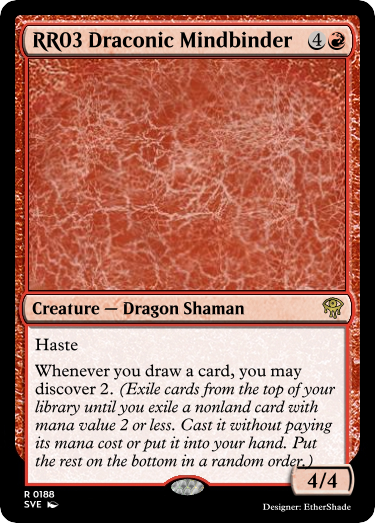 RR03 Draconic Mindbinder 4
Creature — Dragon Shaman
Haste
Whenever you draw a card, you may
discover 2. (Exile cards from the top of your
library until you exile a nonland card with
mana value 2 or less. Cast it without paying
its mana cost or put it into your hand. Put
the rest on the bottom in a random order.)
4/4
R 0188
SVE
Designer: EtherShade